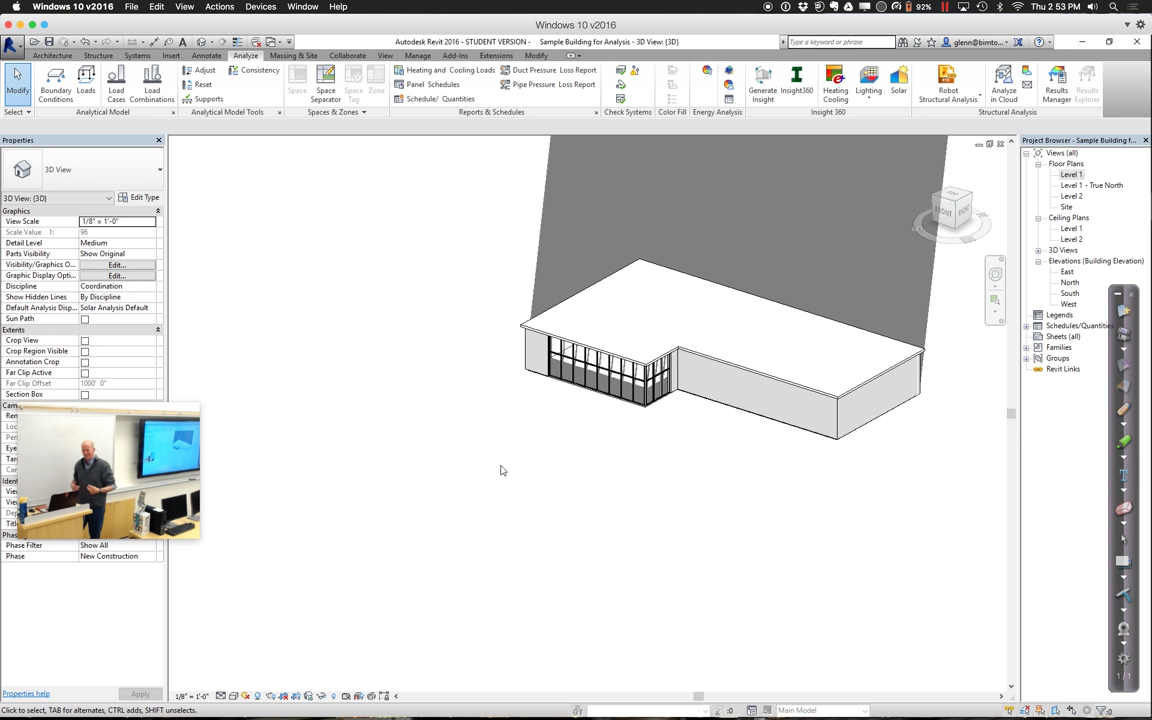 Windows 10 v2016 File Edit View Actions Devices Window Help 92% Thu 2 53 PM
Windows 10 v2016
Autodesk Revit 2016 - STUDENT VERSION - Sample Building for Analysis - 3D View: {3D} Type a keyword or phrase glenn@bimto...
Architecture Structure Systems Insert Annotate Analyze Massing & Site Collaborate View Manage Add-Ins Extensions Modify
Modify Boundary Conditions Loads Load Cases Load Combinations Adjust Reset Supports Consistency Space Space Separator Space Tag Zone
Heating and Cooling Loads Panel Schedules Schedule/ Quantities Duct Pressure Loss Report Pipe Pressure Loss Report
Generate Insight Insight360 Heating Cooling Lighting Solar Robot Structural Analysis Analyze in Cloud Results Manager Results Explorer
Select Analytical Model Analytical Model Tools Spaces & Zones Reports & Schedules Check Systems Color Fill Energy Analysis Insight 360 Structural Analysis
Properties
3D View
3D View: {3D} Edit Type
Graphics
View Scale 1/8" = 1'-0"
Scale Value 1: 96
Detail Level Medium
Parts Visibility Show Original
Visibility/Graphics O... Edit...
Graphic Display Opti... Edit...
Discipline Coordination
Show Hidden Lines By Discipline
Default Analysis Disp... Solar Analysis Default
Sun Path
Extents
Crop View
Crop Region Visible
Annotation Crop
Far Clip Active
Far Clip Offset 1000' 0"
Section Box
Phase Filter Show All
Phase New Construction
Properties help Apply
FRONT RIGHT
Project Browser - Sample Building f...
Views (all)
Floor Plans
Level 1
Level 1 - True North
Level 2
Site
Ceiling Plans
Level 1
Level 2
3D Views
Elevations (Building Elevation)
East
North
South
West
Legends
Schedules/Quantities
Sheets (all)
Families
Groups
Revit Links
1 / 1
1/8" = 1'-0"
Click to select, TAB for alternates, CTRL adds, SHIFT unselects. :0 Main Model :0